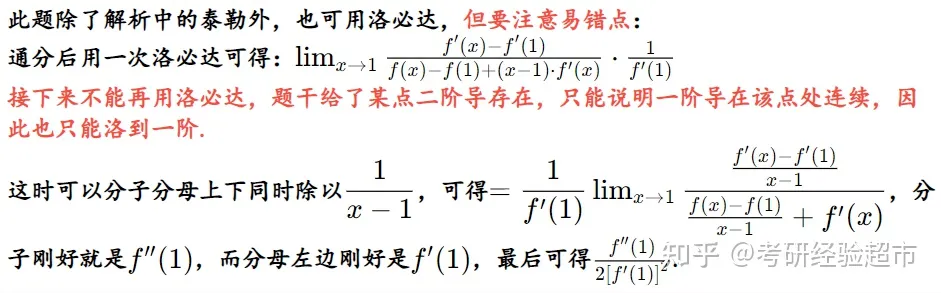 此题除了解析中的泰勒外，也可用洛必达，但要注意易错点：
通分后用一次洛必达可得：lim_{x→1} \frac{f′(x)−f′(1)}{f(x)−f(1)+(x−1)·f′(x)} · \frac{1}{f′(1)}
接下来不能再用洛必达，题干给了某点二阶导存在，只能说明一阶导在该点处连续，因
此也只能洛到一阶.
这时可以分子分母上下同时除以\frac{1}{x−1}，可得=\frac{1}{f′(1)} lim_{x→1} \frac{\frac{f′(x)−f′(1)}{x−1}}{\frac{f(x)−f(1)}{x−1}+f′(x)}，分
子刚好就是f″(1)，而分母左边刚好是f′(1)，最后可得\frac{f″(1)}{2[f′(1)]^2}.
知乎 @考研经验超市